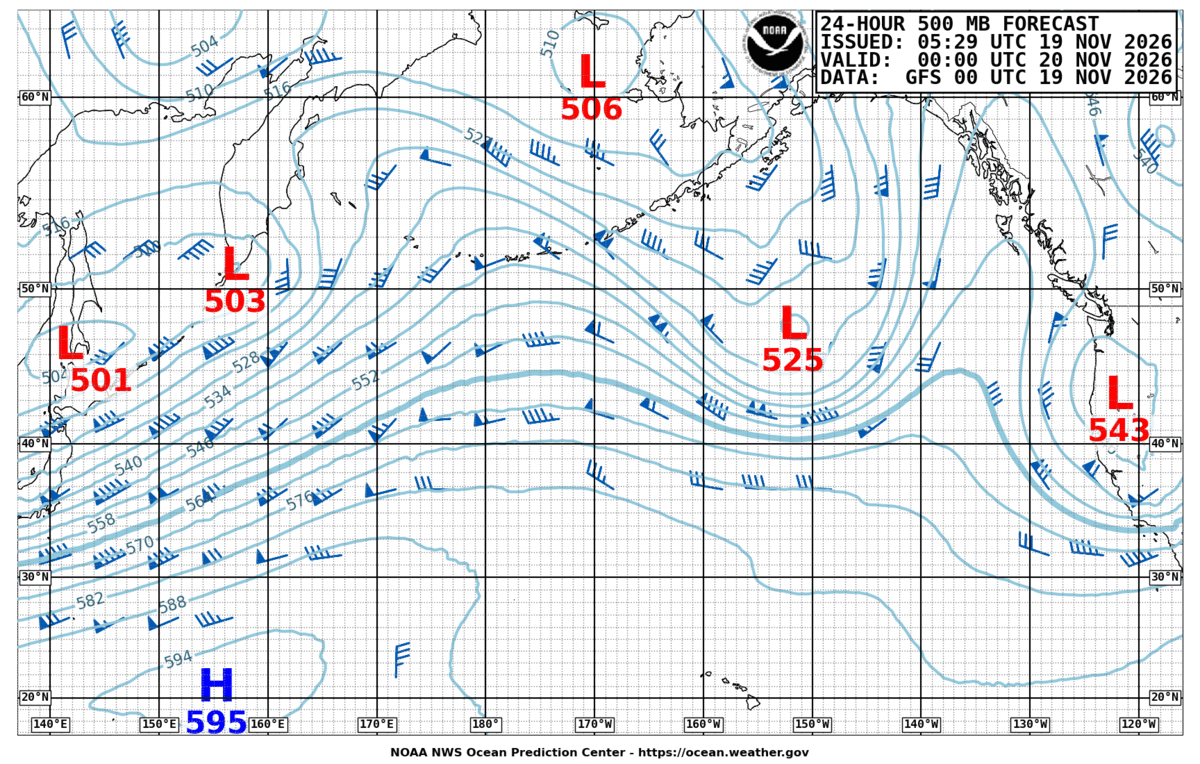 24-HOUR 500 MB FORECAST
ISSUED: 05:29 UTC 19 NOV 2026
VALID: 00:00 UTC 20 NOV 2026
DATA: GFS 00 UTC 19 NOV 2026
NOAA
504
510
L
506
510
516
60°N
60°N
546
540
516
L
503
50°N
50°N
L
501
528
552
534
L
525
L
543
546
540
40°N
40°N
576
558
570
30°N
30°N
582
588
594
H
595
20°N
20°N
140°E
150°E
160°E
170°E
180°
170°W
160°W
150°W
140°W
130°W
120°W
NOAA NWS Ocean Prediction Center - https://ocean.weather.gov